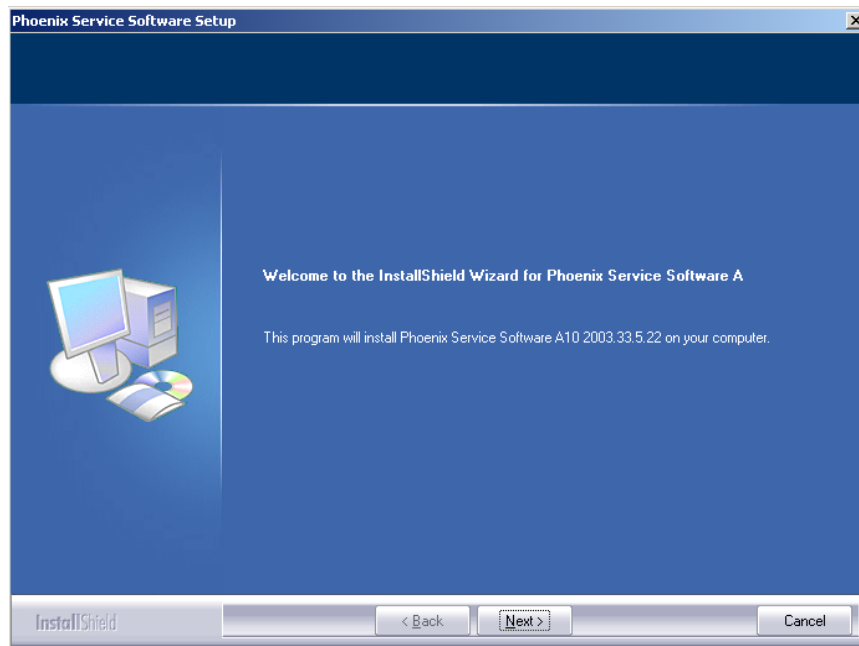 Phoenix Service Software Setup
Welcome to the InstallShield Wizard for Phoenix Service Software A
This program will install Phoenix Service Software A10 2003.33.5.22 on your computer.
InstallShield
< Back
Next >
Cancel